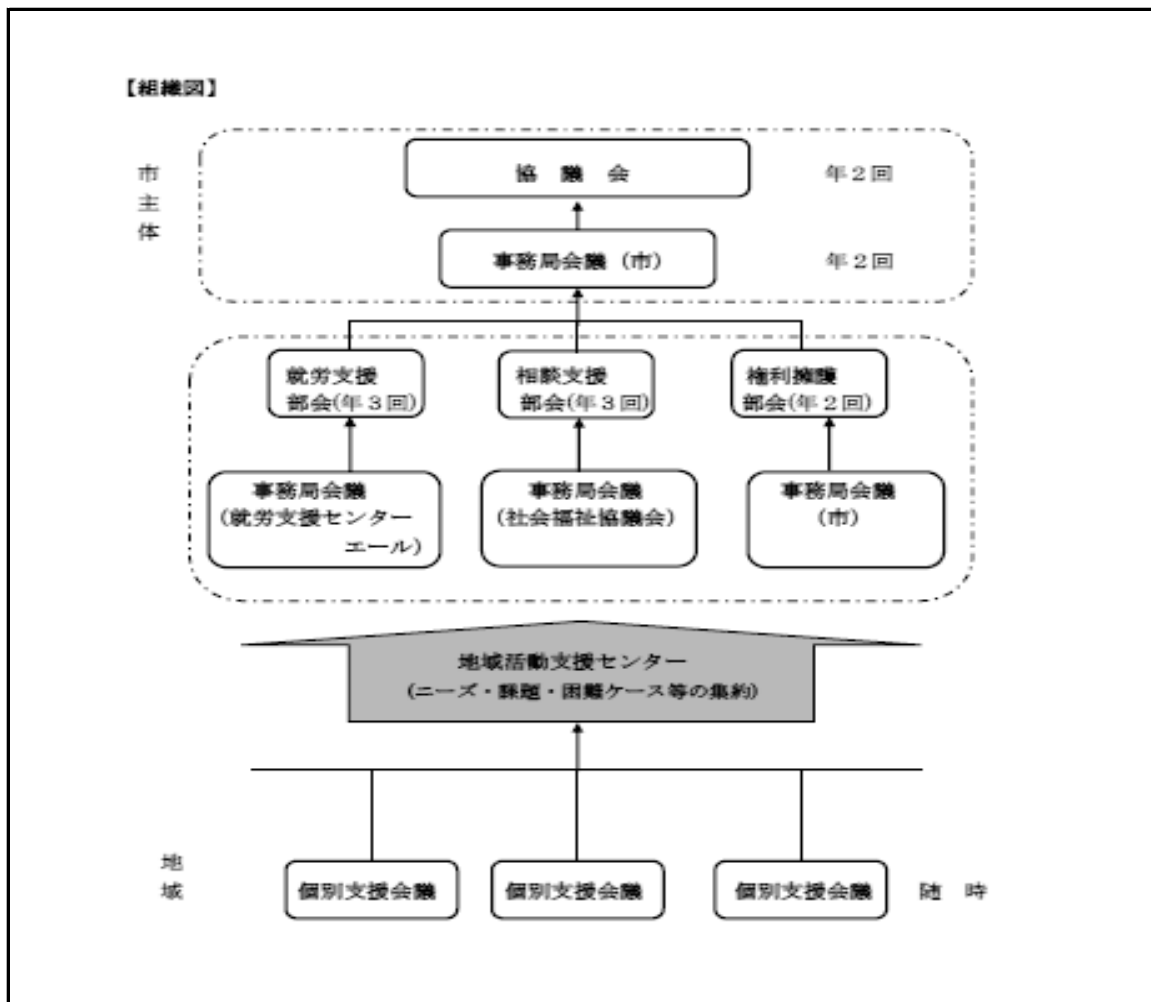 【組織図】
市主体
協議会
年2回
事務局会議（市）
年2回
就労支援
部会(年３回)
相談支援
部会(年３回)
権利擁護
部会(年２回)
事務局会議
(就労支援センター
エール)
事務局会議
(社会福祉協議会)
事務局会議
(市)
地域活動支援センター
(ニーズ・課題・困難ケース等の集約)
地域
個別支援会議
個別支援会議
個別支援会議
随時